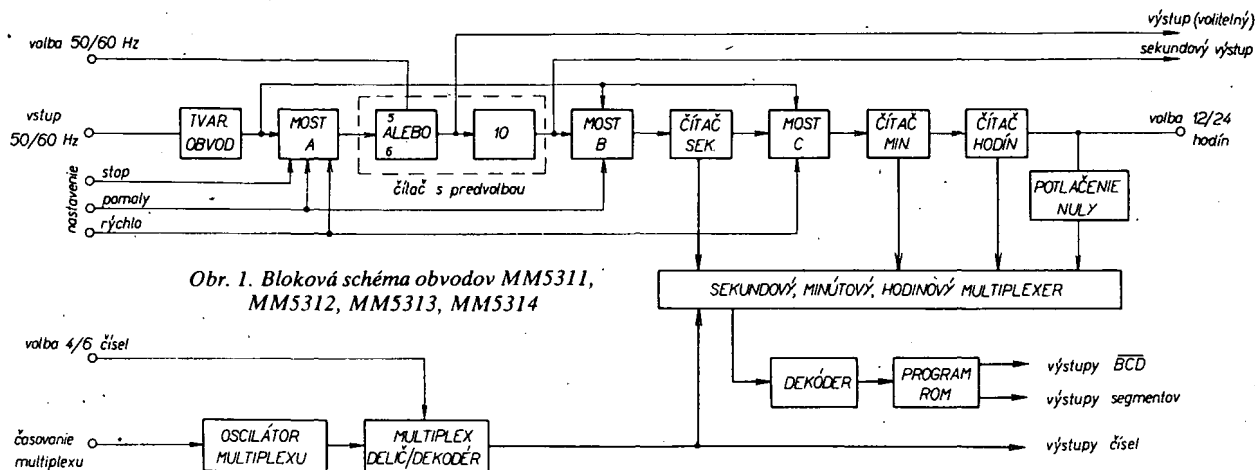 volba 50/60 Hz
výstup (voliteľný)
sekundový výstup
vstup
50/60 Hz
TVAR.
OBVOD
MOST
A
5
ALEBO
6
10
čítač s predvolbou
MOST
B
ČÍTAČ
SEK.
MOST
C
ČÍTAČ
MIN
ČÍTAČ
HODÍN
volba 12/24
hodín
nastavenie
stop
pomaly
rýchlo
POTLAČENIE
NULY
Obr. 1. Bloková schéma obvodov MM5311,
MM5312, MM5313, MM5314
SEKUNDOVÝ, MINÚTOVÝ, HODINOVÝ MULTIPLEXER
volba 4/6 čísel
DEKÓDER
PROGRAM
ROM
výstupy BCD
výstupy segmentov
časovanie
multiplexu
OSCILÁTOR
MULTIPLEXU
MULTIPLEX
DELIČ/DEKODÉR
výstupy čísel